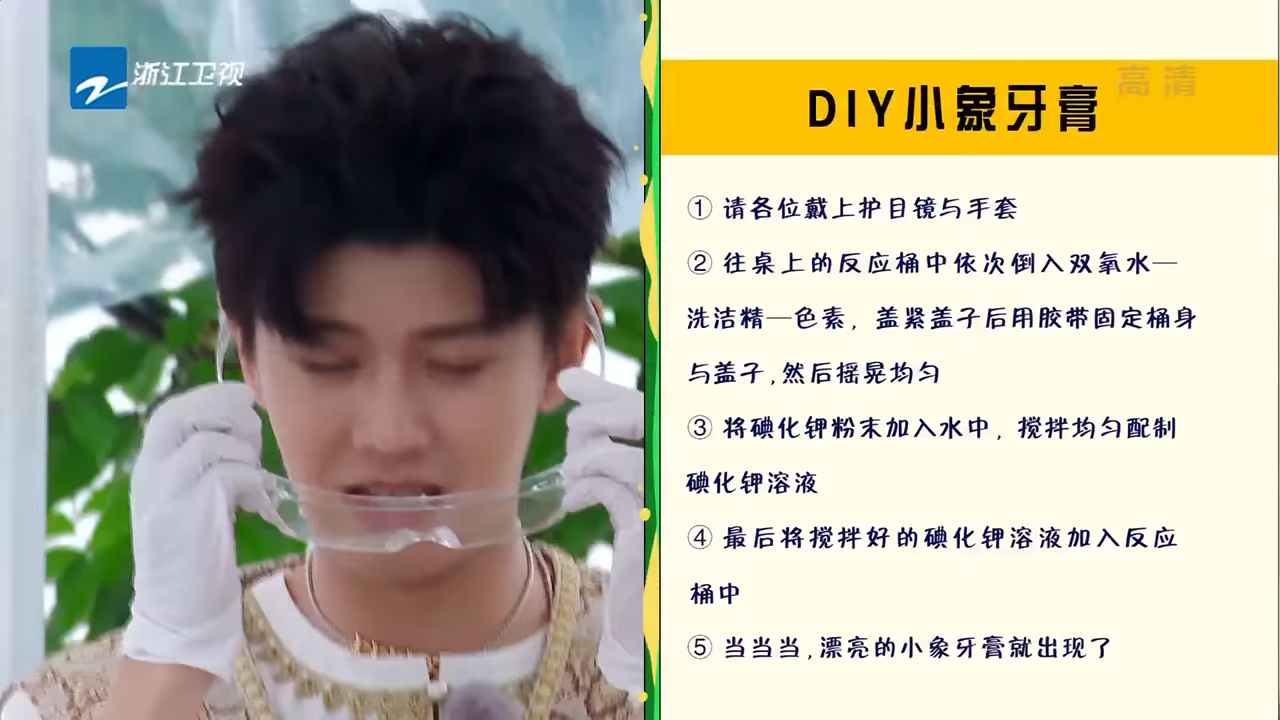 浙江卫视
高清
DIY小象牙膏
① 请各位戴上护目镜与手套
② 往桌上的反应桶中依次倒入双氧水—
洗洁精—色素，盖紧盖子后用胶带固定桶身
与盖子，然后摇晃均匀
③ 将碘化钾粉末加入水中，搅拌均匀配制
碘化钾溶液
④ 最后将搅拌好的碘化钾溶液加入反应
桶中
⑤ 当当当，漂亮的小象牙膏就出现了